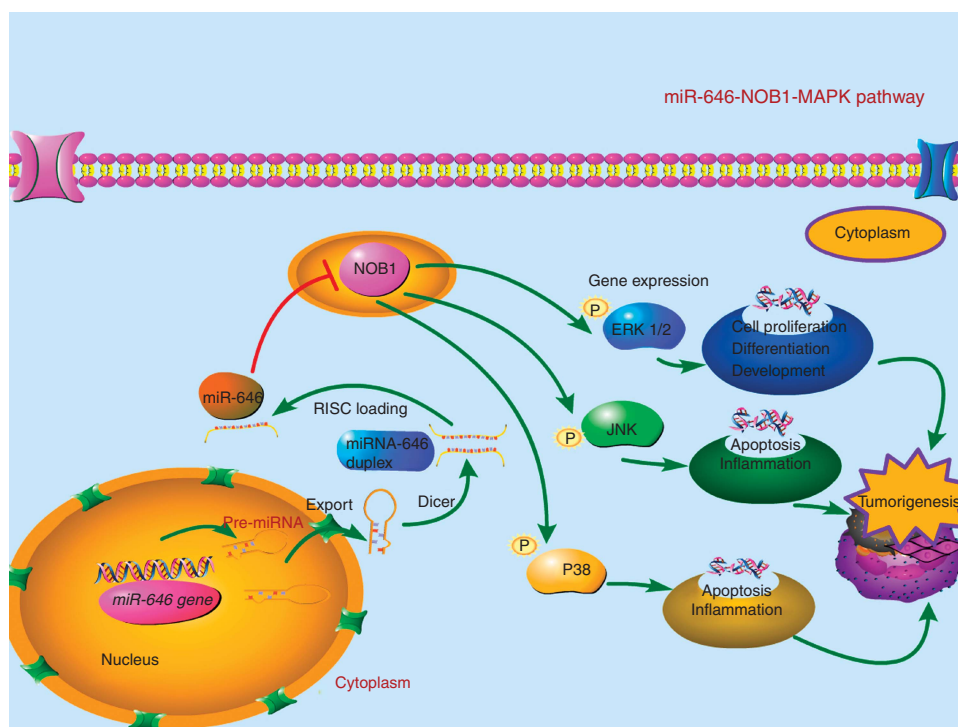 miR-646-NOB1-MAPK pathway
Cytoplasm
NOB1
Gene expression
P
ERK 1/2
Cell proliferation
Differentiation
Development
miR-646
RISC loading
miRNA-646
duplex
P
JNK
Apoptosis
Inflammation
Export
Dicer
Pre-miRNA
Tumorigenesis
P
P38
Apoptosis
Inflammation
miR-646 gene
Nucleus
Cytoplasm